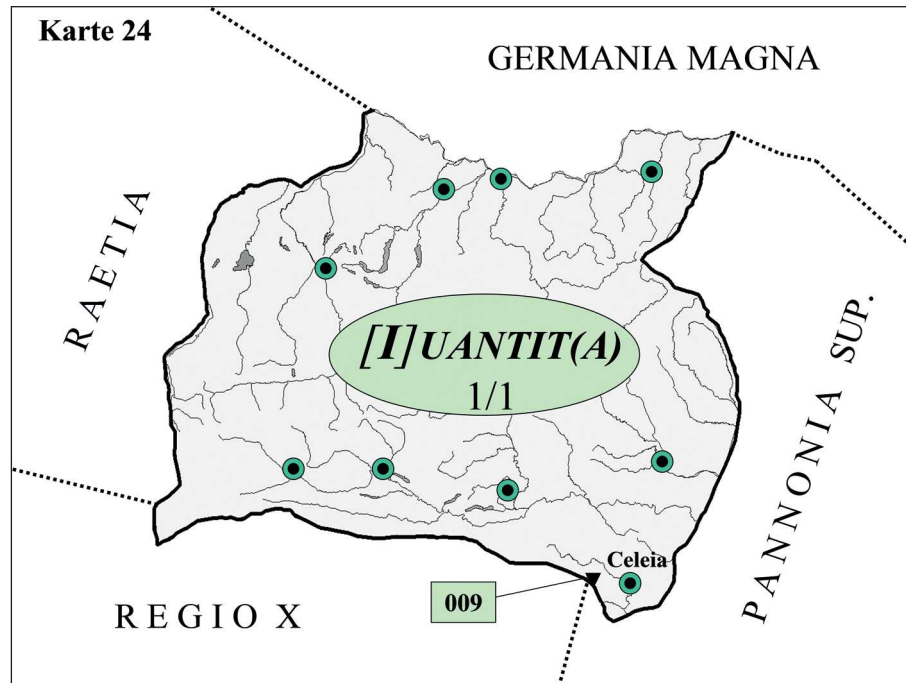 Karte 24
GERMANIA MAGNA
RAETIA
[I]UANTIT(A)
1/1
PANNONIA SUP.
Celeia
009
REGIO X